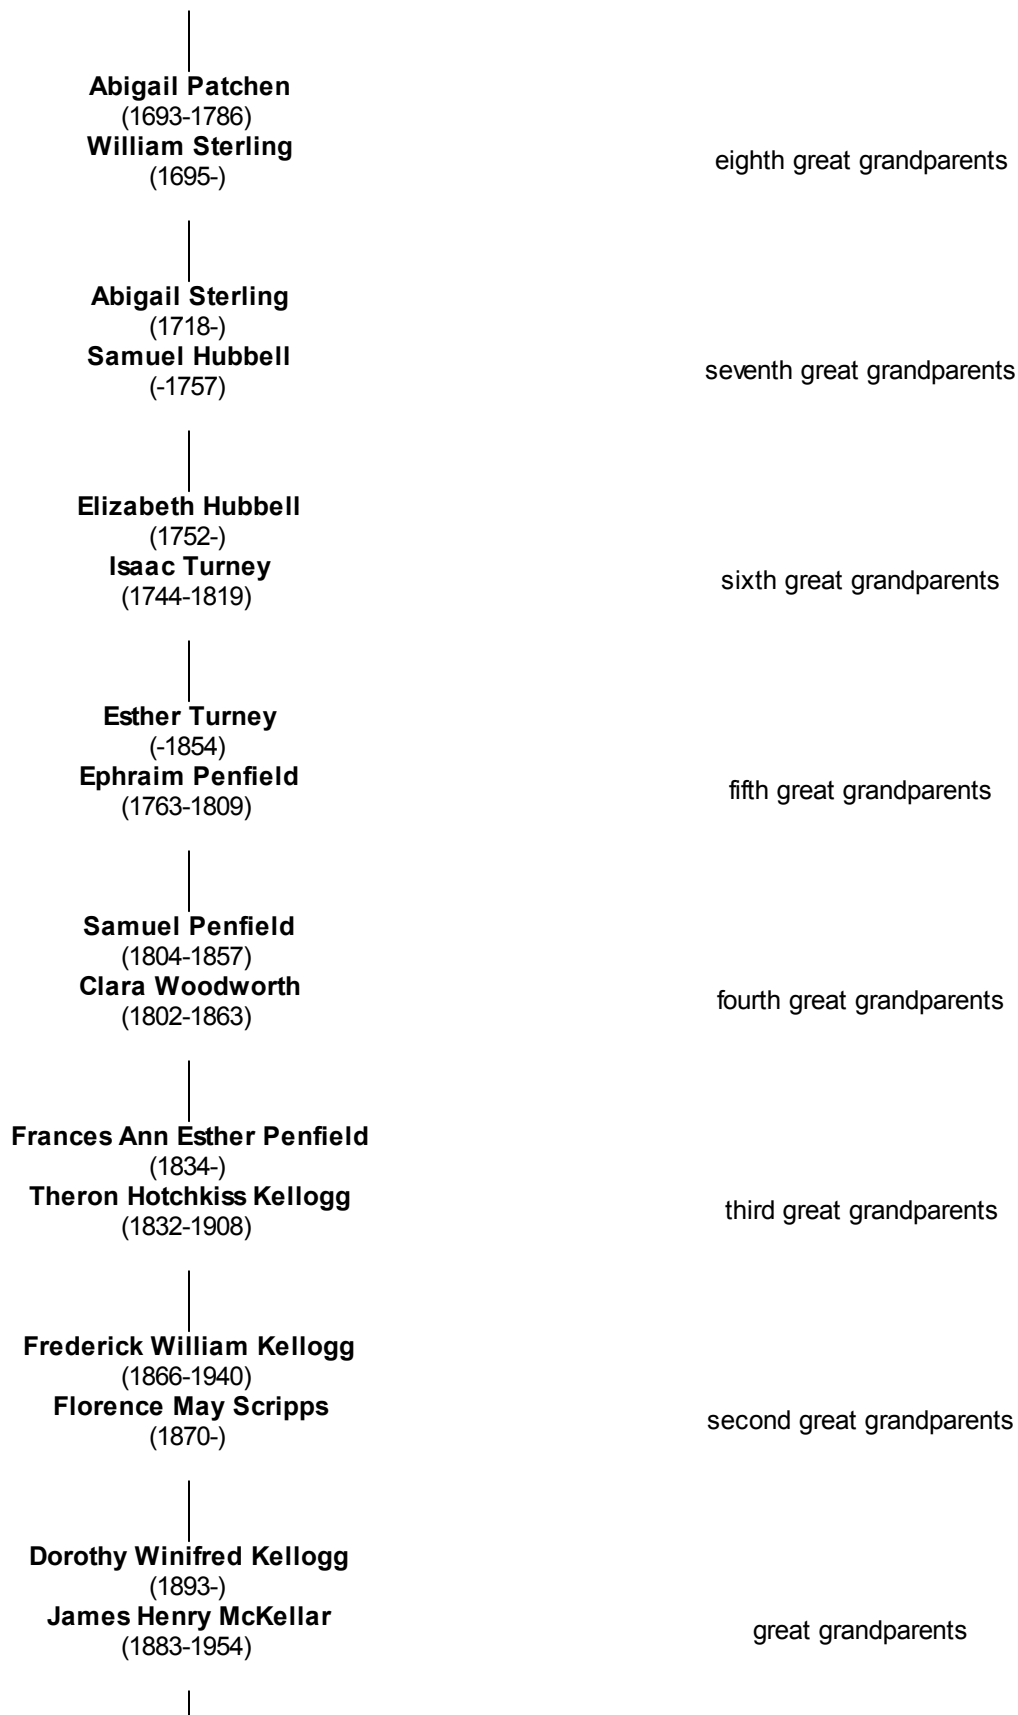 Abigail Patchen
(1693-1786)
William Sterling
(1695-)
eighth great grandparents
Abigail Sterling
(1718-)
Samuel Hubbell
(-1757)
seventh great grandparents
Elizabeth Hubbell
(1752-)
Isaac Turney
(1744-1819)
sixth great grandparents
Esther Turney
(-1854)
Ephraim Penfield
(1763-1809)
fifth great grandparents
Samuel Penfield
(1804-1857)
Clara Woodworth
(1802-1863)
fourth great grandparents
Frances Ann Esther Penfield
(1834-)
Theron Hotchkiss Kellogg
(1832-1908)
third great grandparents
Frederick William Kellogg
(1866-1940)
Florence May Scripps
(1870-)
second great grandparents
Dorothy Winifred Kellogg
(1893-)
James Henry McKellar
(1883-1954)
great grandparents